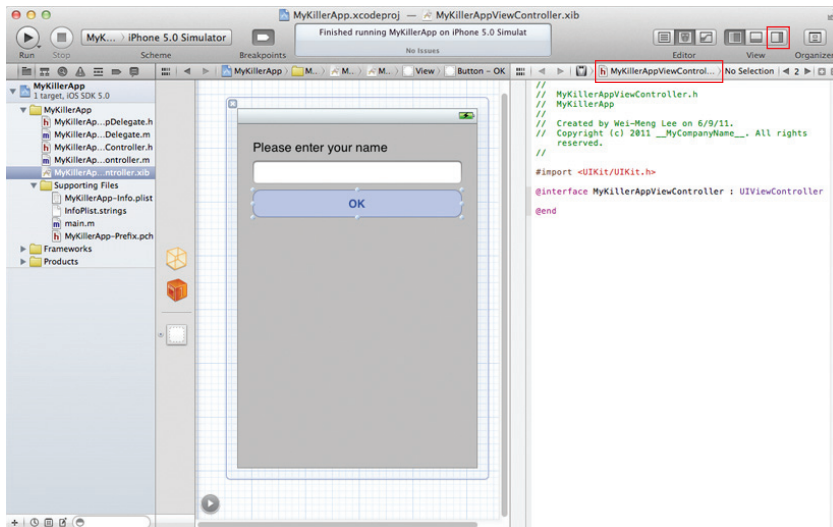 MyKillerApp.xcodeproj — MyKillerAppViewController.xib
MyK... › iPhone 5.0 Simulator
Finished running MyKillerApp on iPhone 5.0 Simulat
No Issues
Run
Stop
Scheme
Breakpoints
Editor
View
Organizer
MyKillerApp
M...
M...
M...
View
Button - OK
MyKillerAppViewControl...
No Selection
2
MyKillerApp
1 target, iOS SDK 5.0
MyKillerApp
MyKillerAp...pDelegate.h
MyKillerAp...Delegate.m
MyKillerAp...Controller.h
MyKillerAp...ontroller.m
MyKillerAp...ntroller.xib
Supporting Files
MyKillerApp-Info.plist
InfoPlist.strings
main.m
MyKillerApp-Prefix.pch
Frameworks
Products
Please enter your name
OK
//
// MyKillerAppViewController.h
// MyKillerApp
//
// Created by Wei-Meng Lee on 6/9/11.
// Copyright (c) 2011 __MyCompanyName__. All rights
reserved.
//
#import <UIKit/UIKit.h>
@interface MyKillerAppViewController : UIViewController
@end